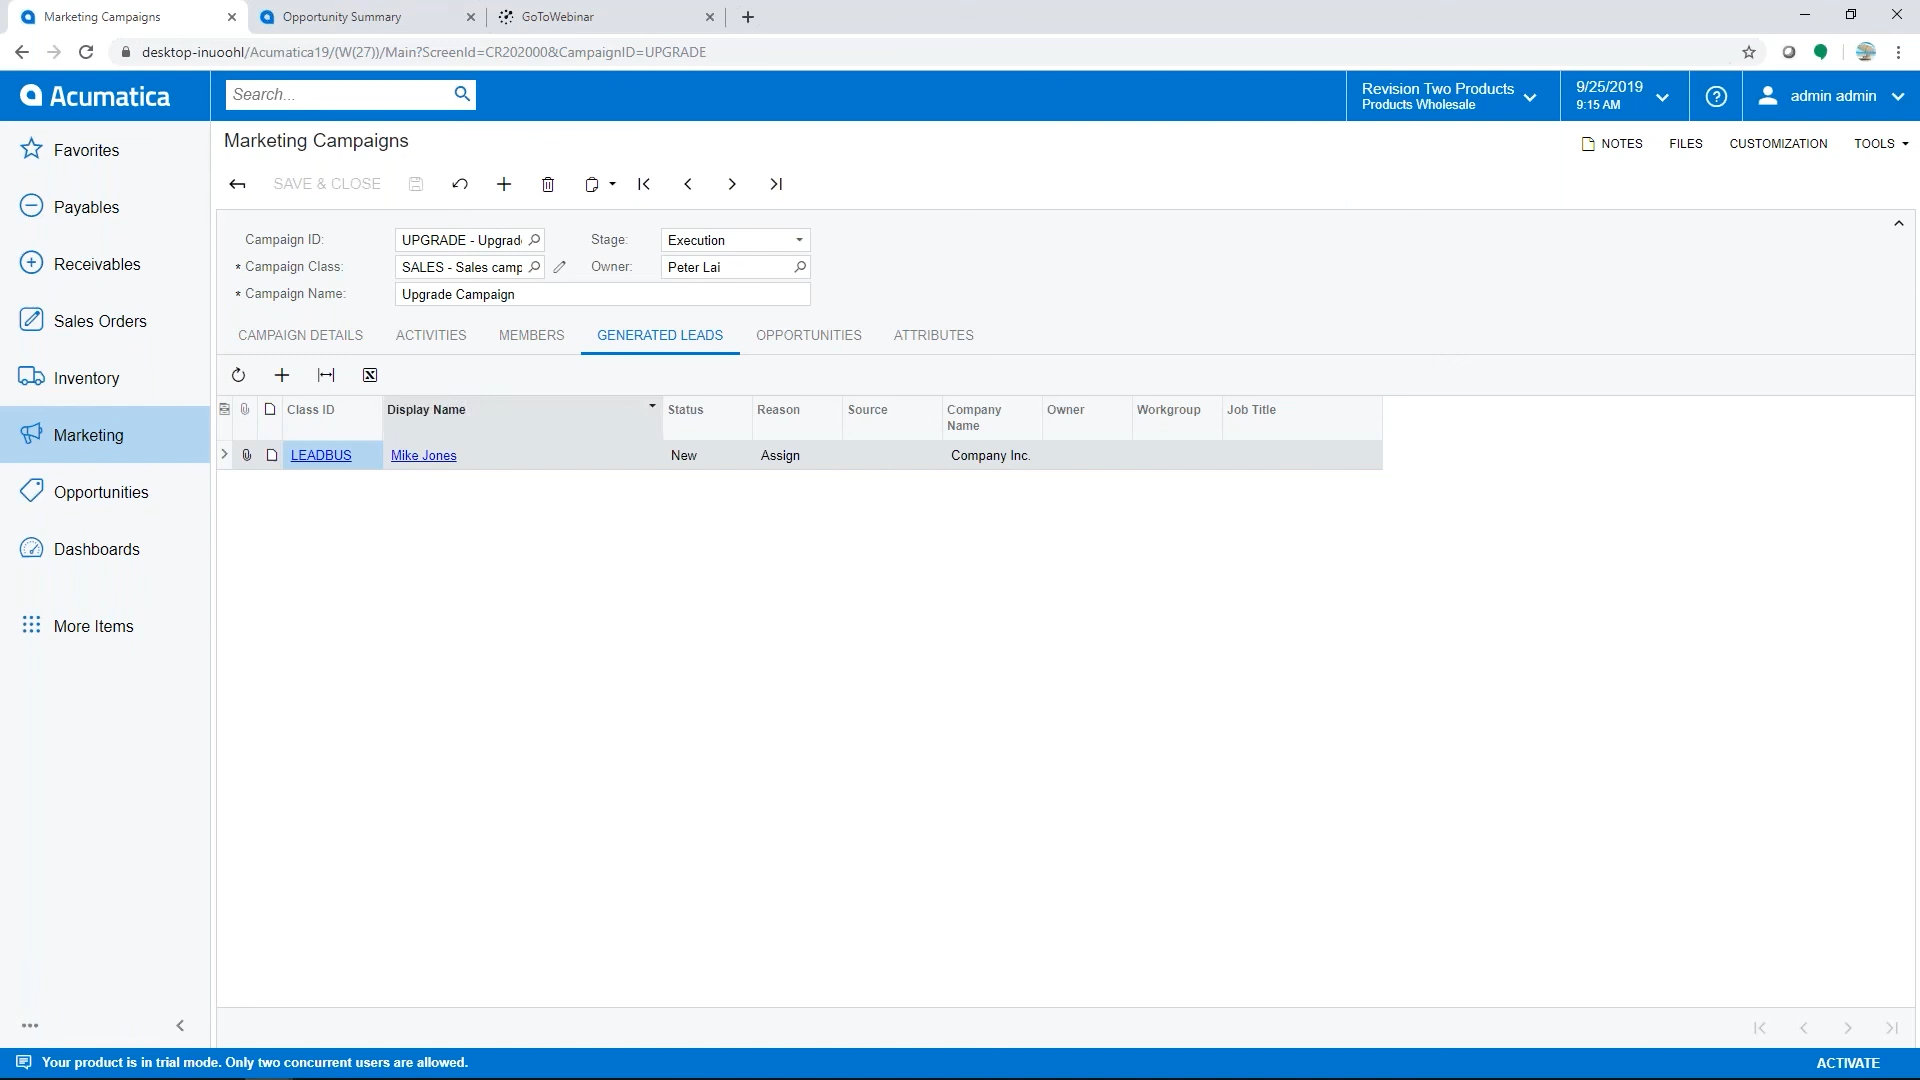 Marketing Campaigns
Opportunity Summary
GoToWebinar
desktop-inuoohl/Acumatica19/(W(27))/Main?ScreenId=CR202000&CampaignID=UPGRADE
Acumatica
Search...
Revision Two Products
Products Wholesale
9/25/2019
9:15 AM
admin admin
Favorites
Payables
Receivables
Sales Orders
Inventory
Marketing
Opportunities
Dashboards
More Items
Marketing Campaigns
NOTES
FILES
CUSTOMIZATION
TOOLS
SAVE & CLOSE
Campaign ID:
UPGRADE - Upgrad
Stage:
Execution
* Campaign Class:
SALES - Sales camp
Owner:
Peter Lai
* Campaign Name:
Upgrade Campaign
CAMPAIGN DETAILS
ACTIVITIES
MEMBERS
GENERATED LEADS
OPPORTUNITIES
ATTRIBUTES
Class ID
Display Name
Status
Reason
Source
Company
Name
Owner
Workgroup
Job Title
LEADBUS
Mike Jones
New
Assign
Company Inc.
Your product is in trial mode. Only two concurrent users are allowed.
ACTIVATE